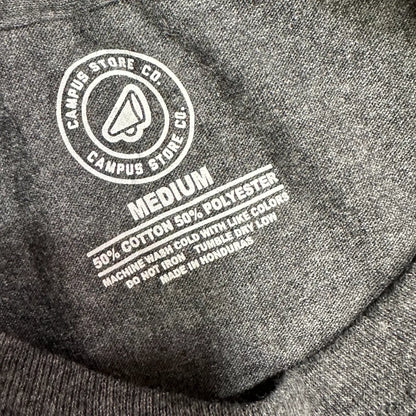 CAMPUS STORE CO.
CAMPUS STORE CO.
MEDIUM
50% COTTON 50% POLYESTER
MACHINE WASH COLD WITH LIKE COLORS
DO NOT IRON TUMBLE DRY LOW
MADE IN HONDURAS